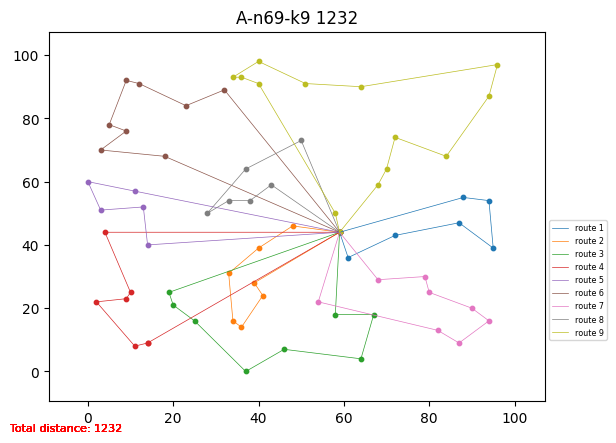 A-n69-k9 1232
100
80
60
40
20
0
0 20 40 60 80 100
route 1
route 2
route 3
route 4
route 5
route 6
route 7
route 8
route 9
Total distance: 1232